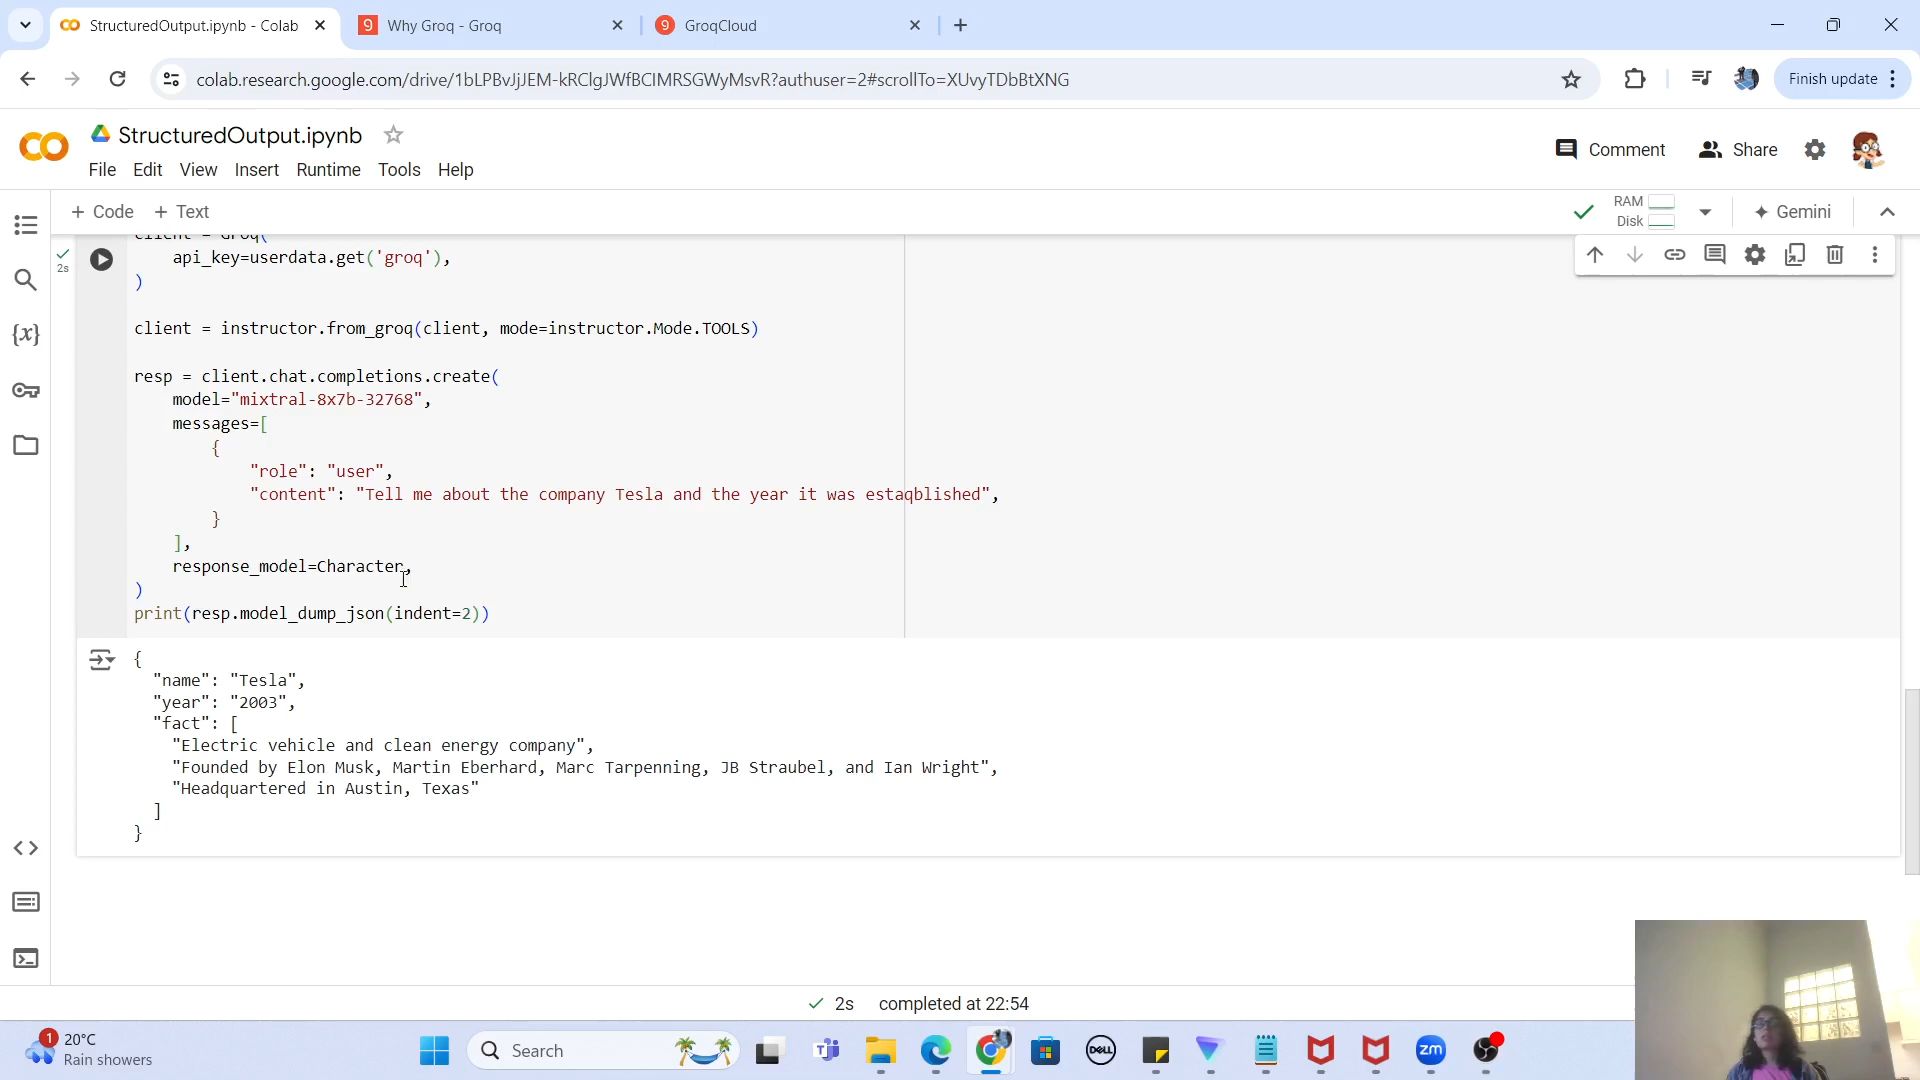 StructuredOutput.ipynb - Colab
Why Groq - Groq
GroqCloud
colab.research.google.com/drive/1bLPBvJjJEM-kRClgJWfBCIMRSGWyMsvR?authuser=2#scrollTo=XUvyTDbBtXNG
Finish update
StructuredOutput.ipynb
File Edit View Insert Runtime Tools Help
Comment
Share
+ Code + Text
RAM
Disk
Gemini
client = Groq(
2s
api_key=userdata.get('groq'),
)
client = instructor.from_groq(client, mode=instructor.Mode.TOOLS)
resp = client.chat.completions.create(
model="mixtral-8x7b-32768",
messages=[
{
"role": "user",
"content": "Tell me about the company Tesla and the year it was estaqblished",
}
],
response_model=Character,
)
print(resp.model_dump_json(indent=2))
{
"name": "Tesla",
"year": "2003",
"fact": [
"Electric vehicle and clean energy company",
"Founded by Elon Musk, Martin Eberhard, Marc Tarpenning, JB Straubel, and Ian Wright",
"Headquartered in Austin, Texas"
]
}
2s completed at 22:54
1
20°C
Rain showers
Search
DELL
zm